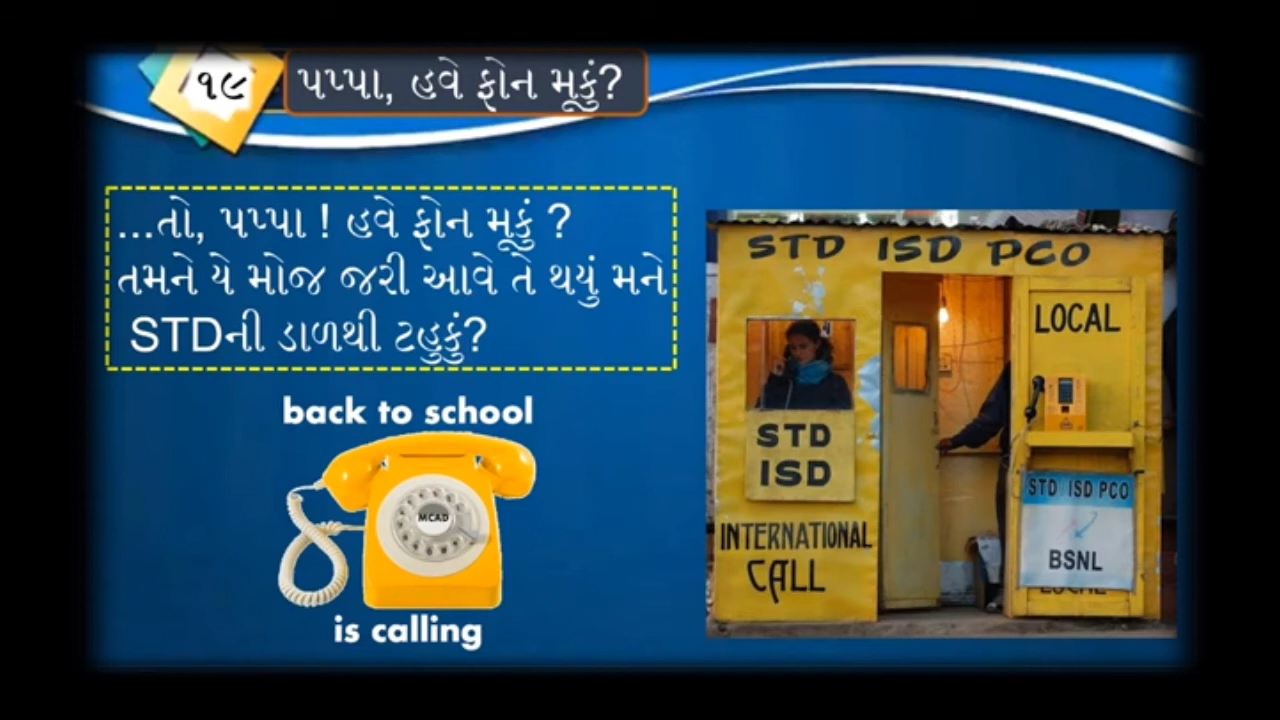 ૧૯
પપ્પા, હવે ફોન મૂકું?
...તો, પપ્પા ! હવે ફોન મૂકું ?
તમને યે મોજ જરી આવે તે થયું મને
STDની ડાળથી ટહુકું?
back to school
MCAD
is calling
STD ISD PCO
LOCAL
STD
ISD
STD ISD PCO
BSNL
INTERNATIONAL
CALL
LOCAL